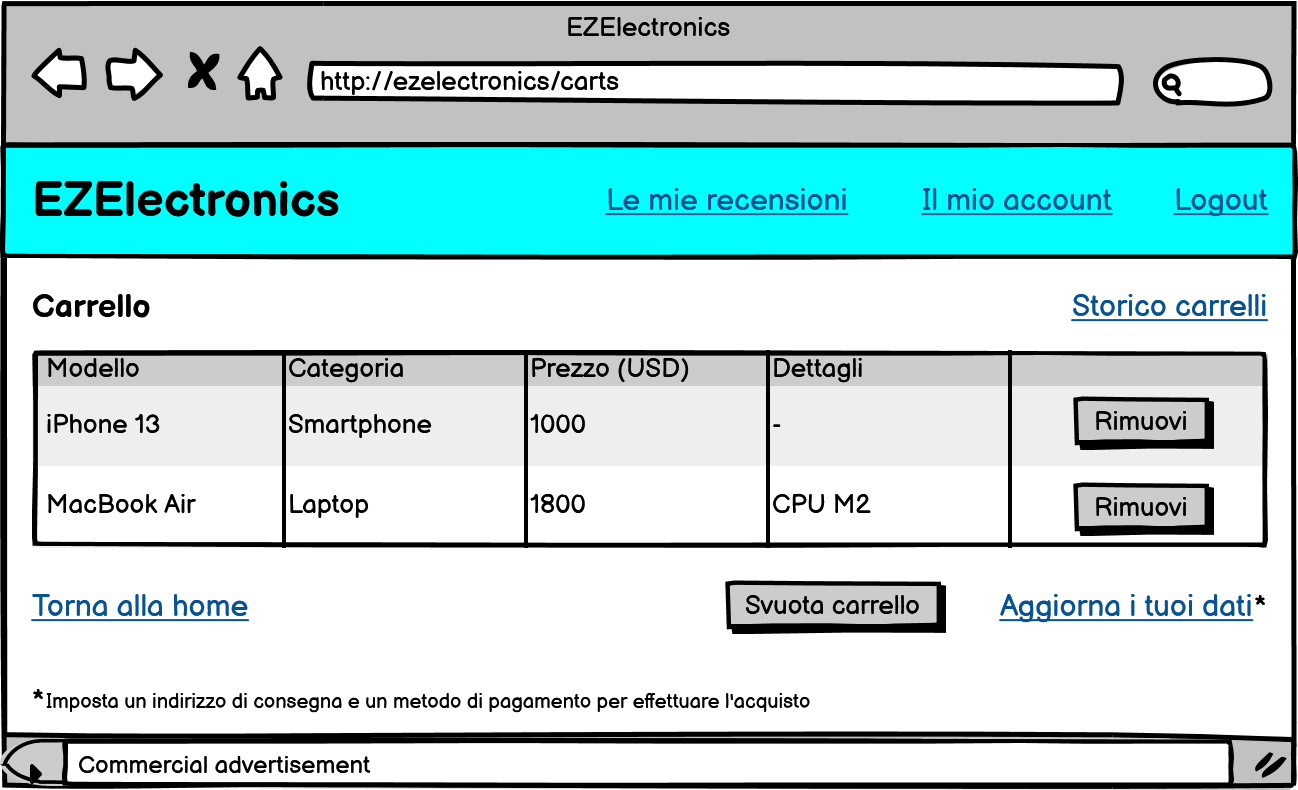 EZElectronics
http://ezelectronics/carts
EZElectronics Le mie recensioni Il mio account Logout
Carrello Storico carrelli
Modello Categoria Prezzo (USD) Dettagli
iPhone 13 Smartphone 1000 - Rimuovi
MacBook Air Laptop 1800 CPU M2 Rimuovi
Torna alla home Svuota carrello Aggiorna i tuoi dati*
*Imposta un indirizzo di consegna e un metodo di pagamento per effettuare l'acquisto
Commercial advertisement